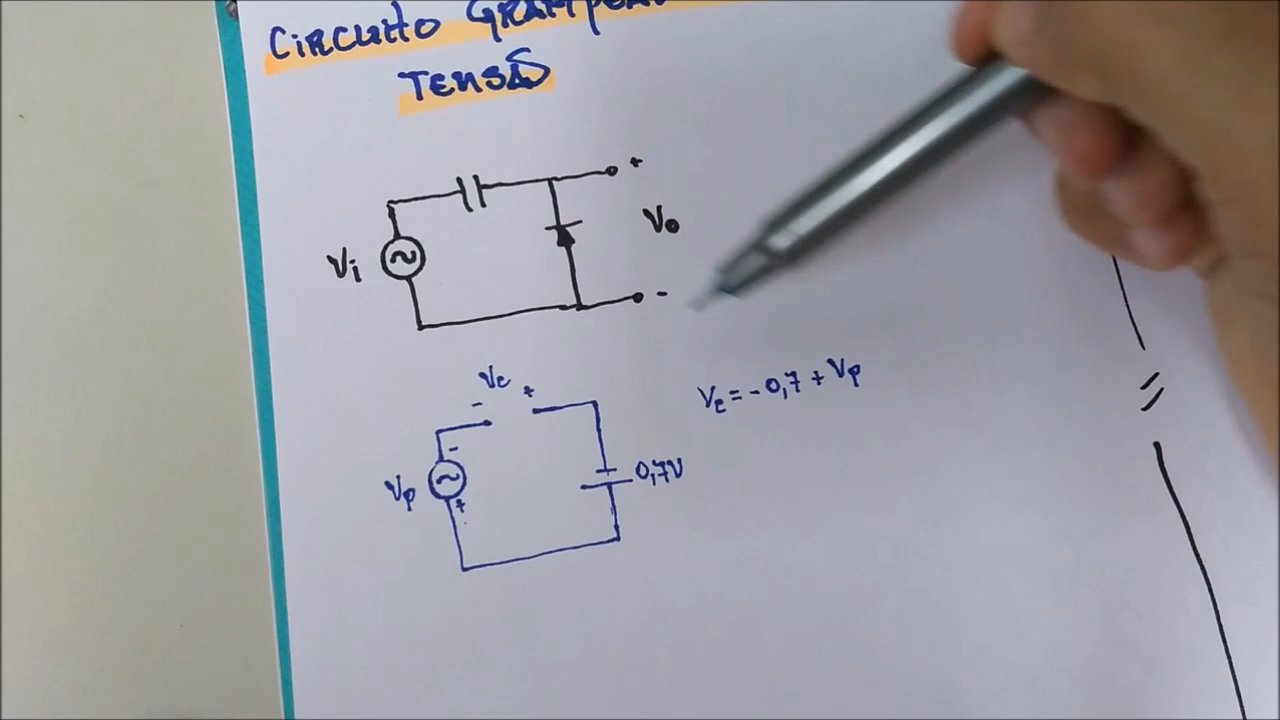 CIRCUITO
TENSÃO
+
Vo
Vi
-
Vc
- +
Vc = - 0,7 + Vp
-
Vp
0,7V
+